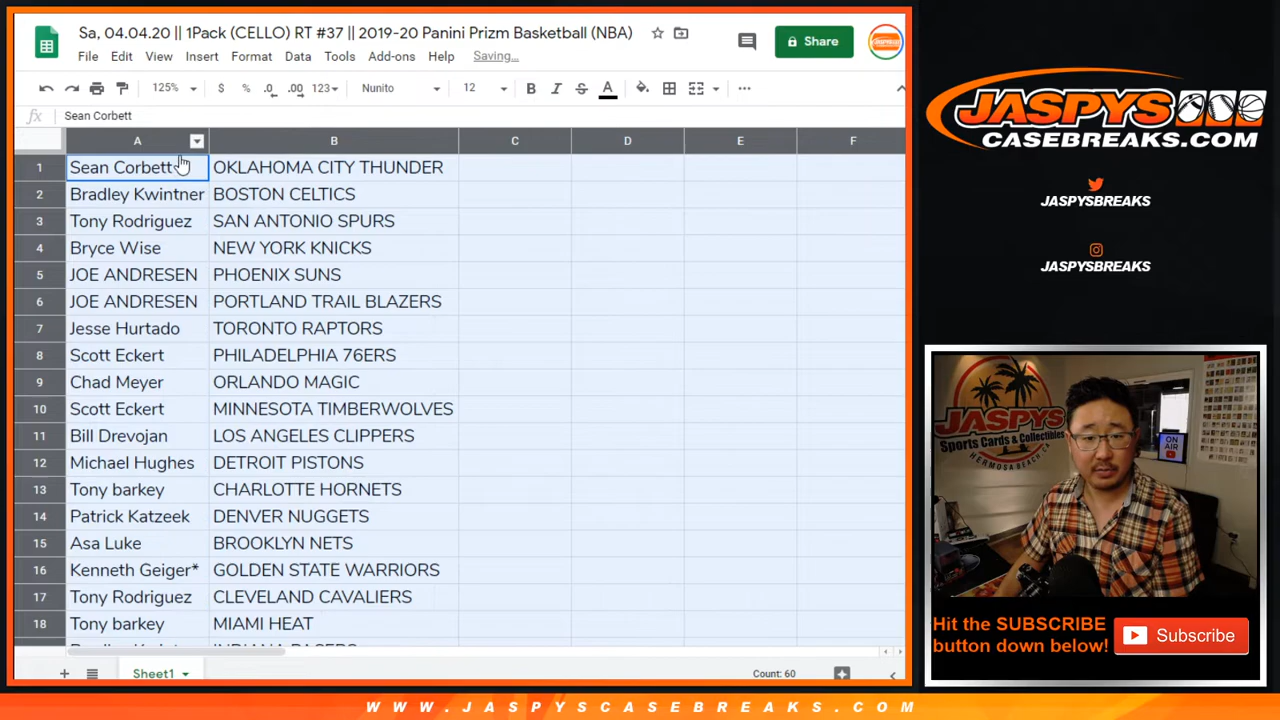 Sa, 04.04.20 || 1Pack (CELLO) RT #37 || 2019-20 Panini Prizm Basketball (NBA)
Share
File Edit View Insert Format Data Tools Add-ons Help Saving...
125% $ % .0 .00 123 Nunito 12 B I S A
fx Sean Corbett
A B C D E F
1 Sean Corbett OKLAHOMA CITY THUNDER
2 Bradley Kwintner BOSTON CELTICS
3 Tony Rodriguez SAN ANTONIO SPURS
4 Bryce Wise NEW YORK KNICKS
5 JOE ANDRESEN PHOENIX SUNS
6 JOE ANDRESEN PORTLAND TRAIL BLAZERS
7 Jesse Hurtado TORONTO RAPTORS
8 Scott Eckert PHILADELPHIA 76ERS
9 Chad Meyer ORLANDO MAGIC
10 Scott Eckert MINNESOTA TIMBERWOLVES
11 Bill Drevojan LOS ANGELES CLIPPERS
12 Michael Hughes DETROIT PISTONS
13 Tony barkey CHARLOTTE HORNETS
14 Patrick Katzeek DENVER NUGGETS
15 Asa Luke BROOKLYN NETS
16 Kenneth Geiger* GOLDEN STATE WARRIORS
17 Tony Rodriguez CLEVELAND CAVALIERS
18 Tony barkey MIAMI HEAT
Sheet1 Count: 60
JASPYS
CASEBREAKS.COM
JASPYSBREAKS
JASPYSBREAKS
JASPYS
Sports Cards & Collectibles
HERMOSA BEACH
ON AIR
Hit the SUBSCRIBE
button down below!
Subscribe
WWW.JASPYSCASEBREAKS.COM